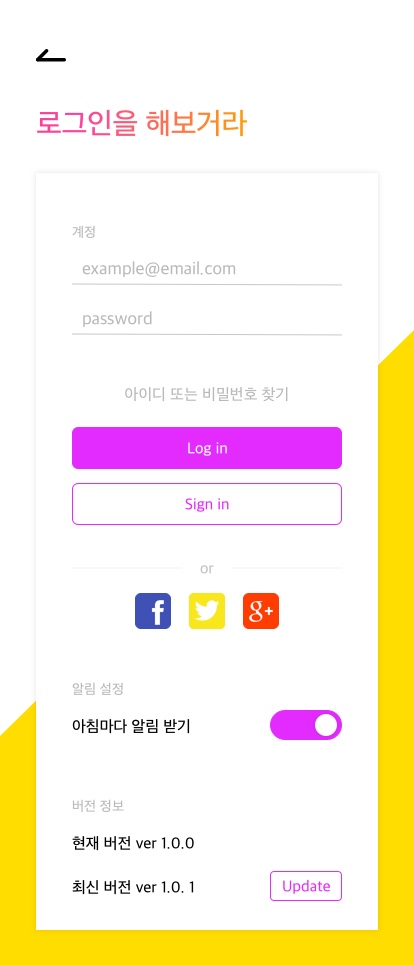 로그인을 해보거라
계정
example@email.com
password
아이디 또는 비밀번호 찾기
Log in
Sign in
or
f
g+
알림 설정
아침마다 알림 받기
버전 정보
현재 버전 ver 1.0.0
최신 버전 ver 1.0. 1
Update